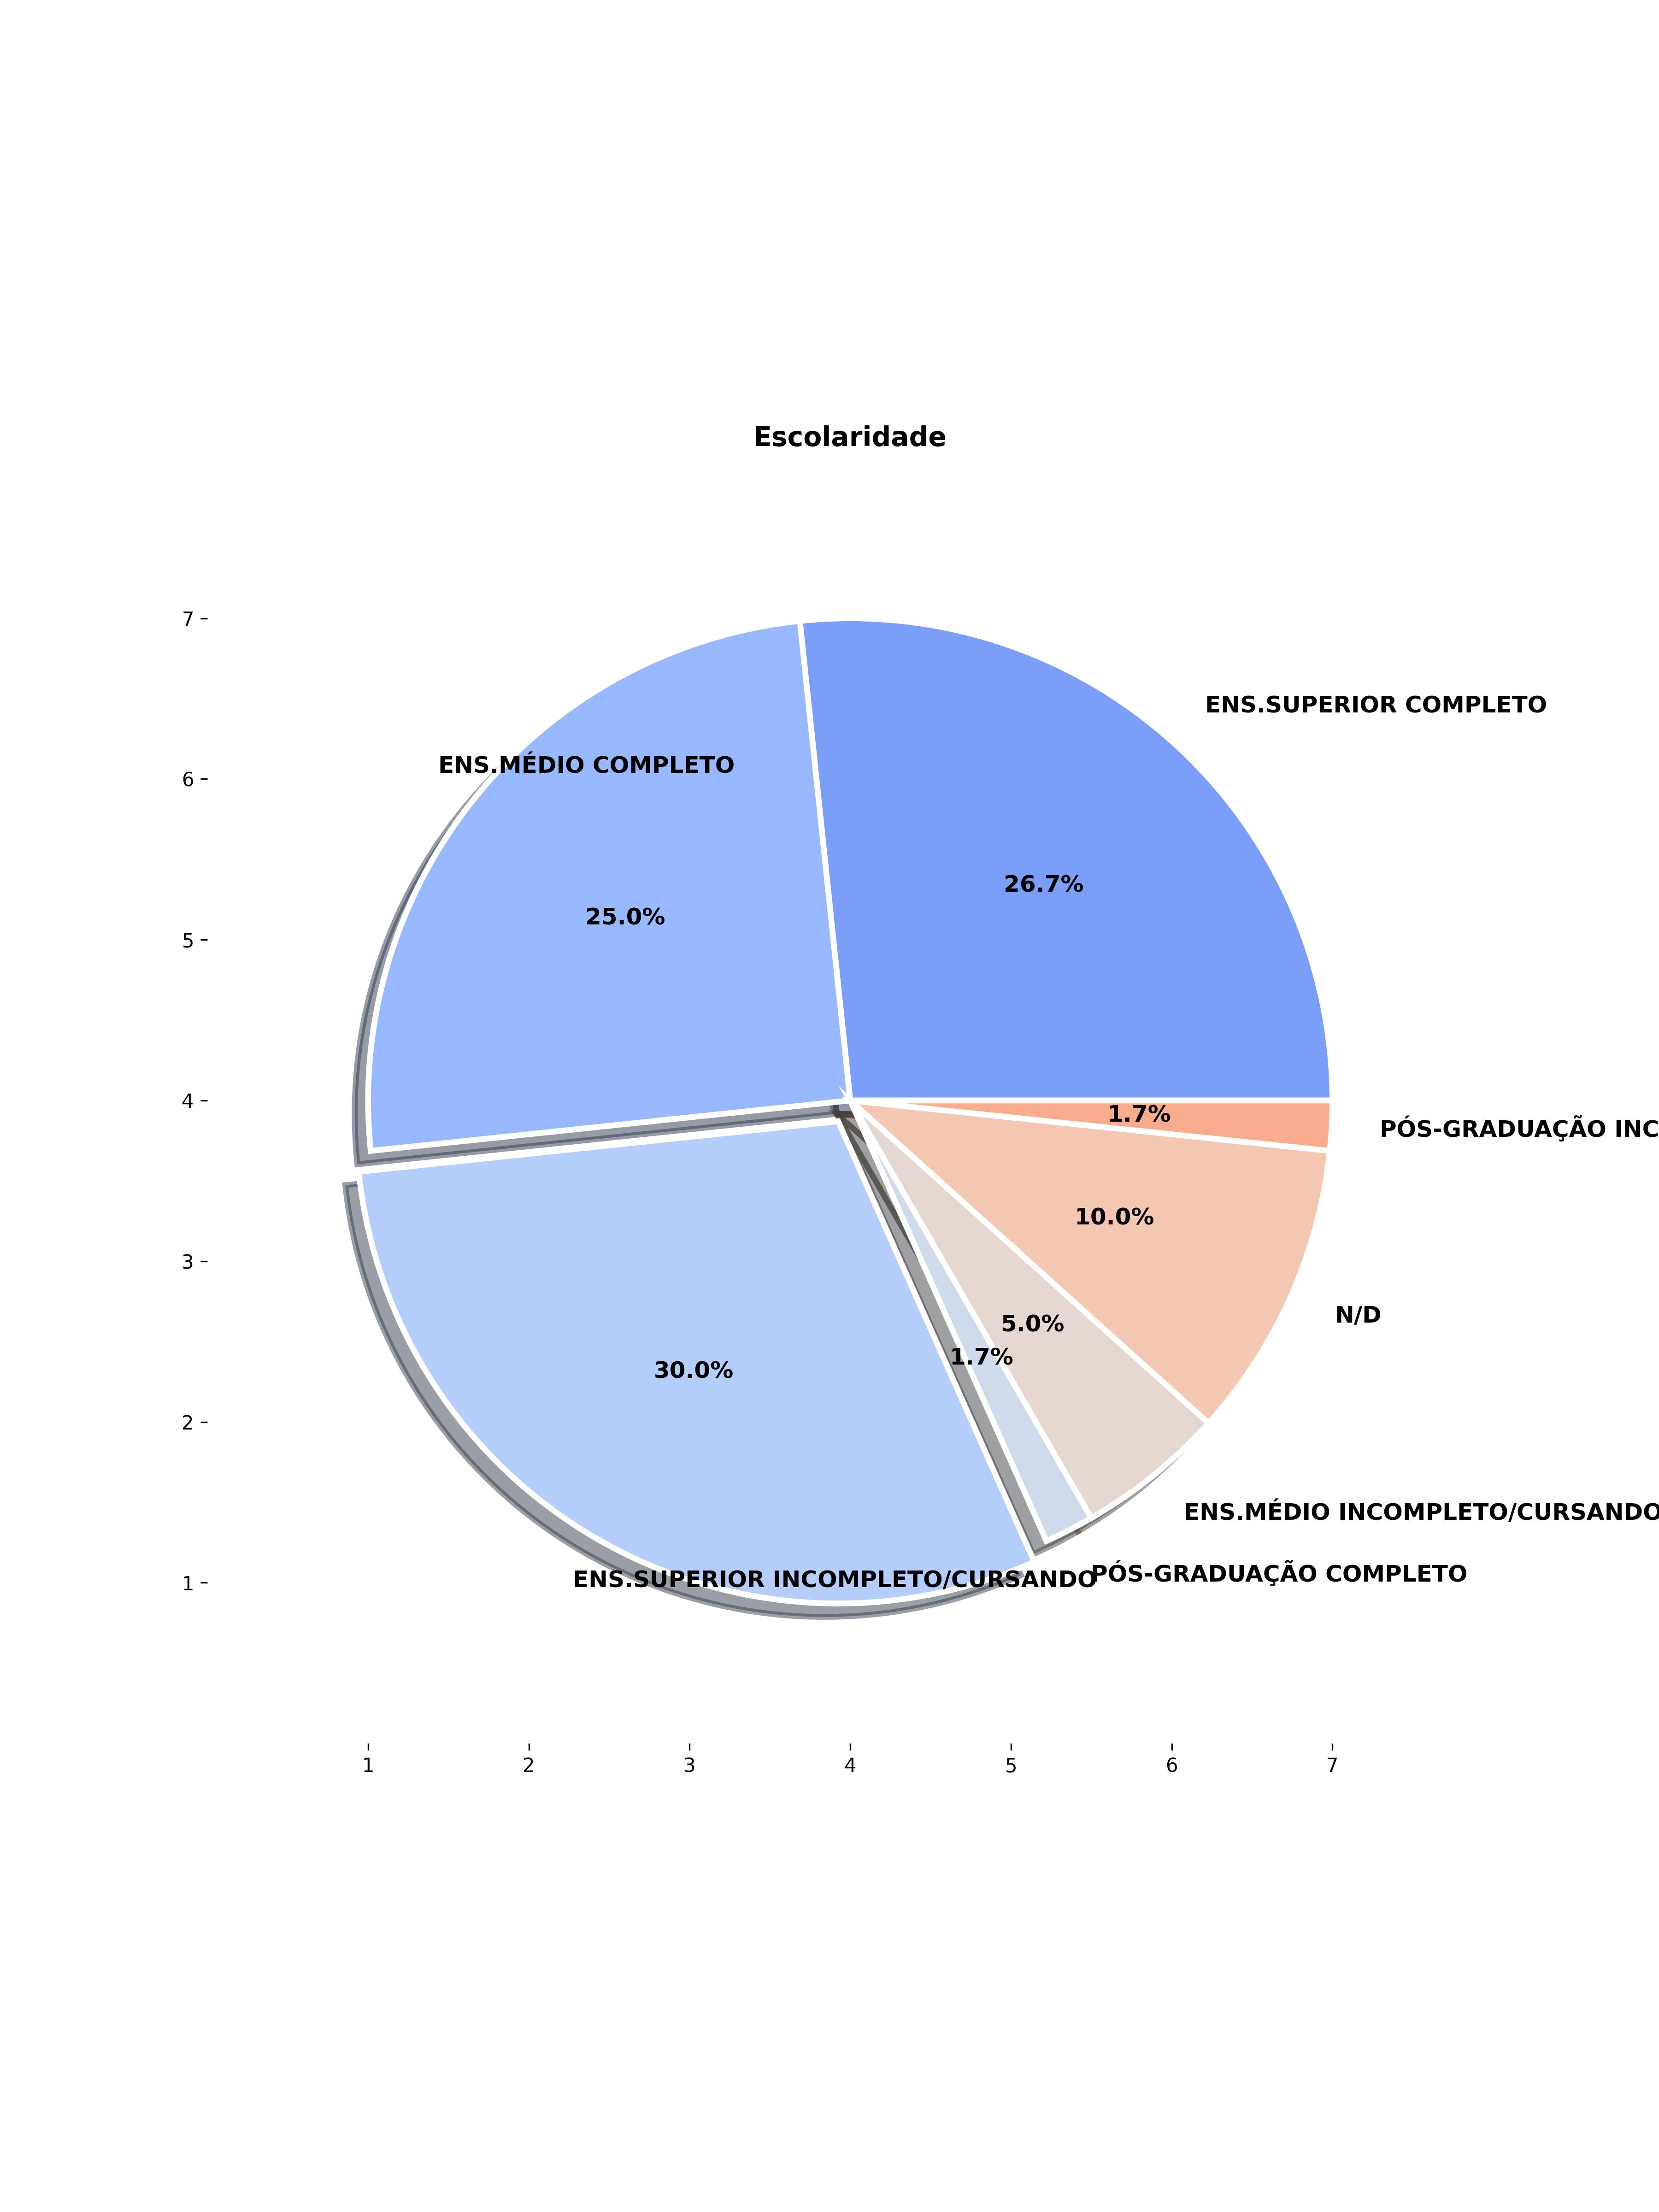 Escolaridade
7
ENS.SUPERIOR COMPLETO
ENS.MÉDIO COMPLETO
6
26.7%
25.0%
5
4
1.7%
PÓS-GRADUAÇÃO INC
10.0%
3
N/D
5.0%
1.7%
30.0%
2
ENS.MÉDIO INCOMPLETO/CURSANDO
PÓS-GRADUAÇÃO COMPLETO
ENS.SUPERIOR INCOMPLETO/CURSANDO
1
1 2 3 4 5 6 7